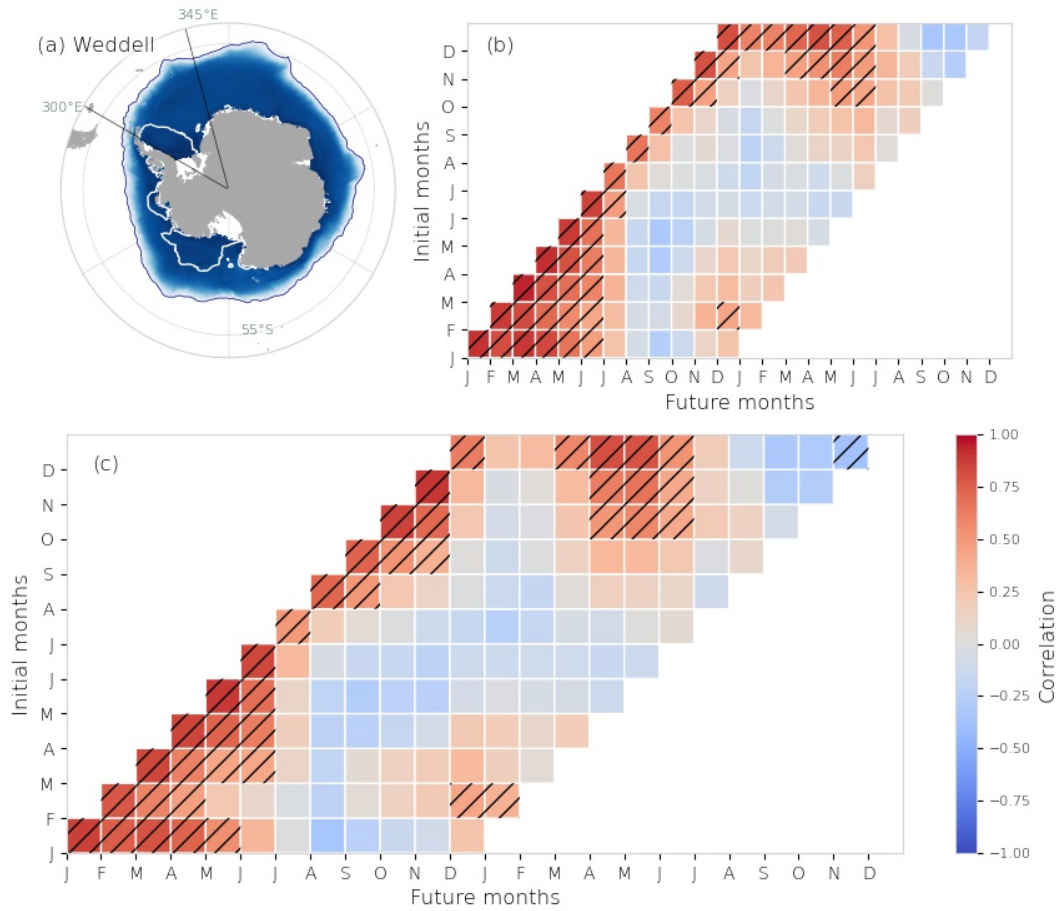 (a) Weddell
345°E
300°E
55°S
(b)
Initial months
D
N
O
S
A
J
J
M
A
M
F
J
J F M A M J J A S O N D J F M A M J J A S O N D
Future months
(c)
Initial months
D
N
O
S
A
J
J
M
A
M
F
J
J F M A M J J A S O N D J F M A M J J A S O N D
Future months
1.00
0.75
0.50
0.25
0.00
−0.25
−0.50
−0.75
−1.00
Correlation